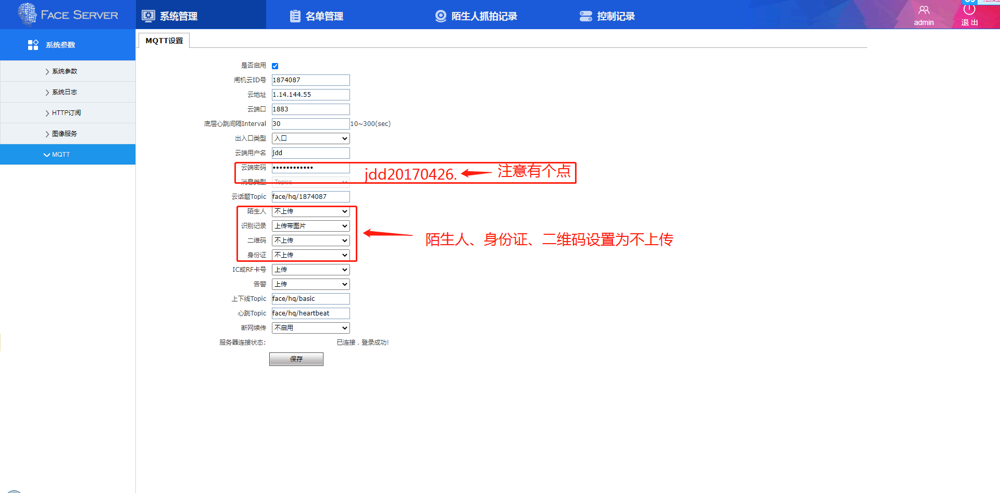 FACE SERVER
系统管理
名单管理
陌生人抓拍记录
控制记录
admin
退 出
系统参数
系统参数
系统日志
HTTP订阅
图像服务
MQTT
MQTT设置
是否启用
闸机云ID号 1874087
云地址 1.14.144.55
云端口 1883
底层心跳间隔Interval 30 10~300(sec)
出入口类型 入口
云端用户名 jdd
云端密码 •••••••••••• jdd20170426. 注意有个点
消息类型 Topics
云话题Topic face/hq/1874087
陌生人 不上传
识别记录 上传带图片
二维码 不上传
陌生人、身份证、二维码设置为不上传
身份证 不上传
IC或RF卡号 上传
告警 上传
上下线Topic face/hq/basic
心跳Topic face/hq/heartbeat
断网续传 不启用
服务器连接状态: 已连接，登录成功!
保存